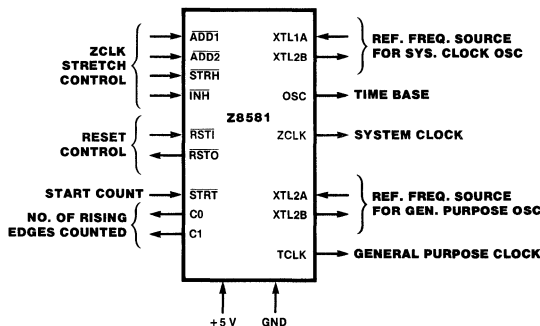 ZCLK
STRETCH
CONTROL
RESET
CONTROL
START COUNT
NO. OF RISING
EDGES COUNTED
ADD1
ADD2
STRH
INH
RSTI
RSTO
STRT
C0
C1
Z8581
XTL1A
XTL2B
OSC
ZCLK
XTL2A
XTL2B
TCLK
REF. FREQ. SOURCE
FOR SYS. CLOCK OSC
TIME BASE
SYSTEM CLOCK
REF. FREQ. SOURCE
FOR GEN. PURPOSE OSC
GENERAL PURPOSE CLOCK
+5 V
GND